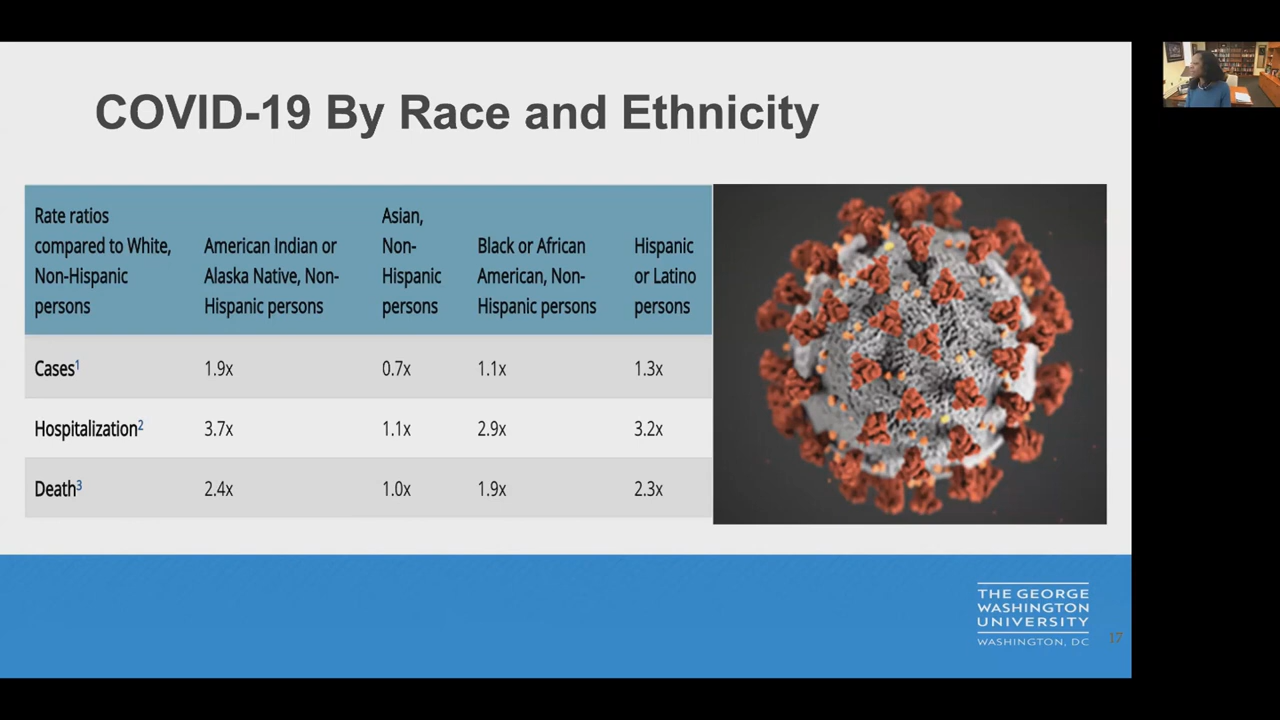 COVID-19 By Race and Ethnicity
Rate ratios
compared to White,
Non-Hispanic
persons
American Indian or
Alaska Native, Non-
Hispanic persons
Asian,
Non-
Hispanic
persons
Black or African
American, Non-
Hispanic persons
Hispanic
or Latino
persons
Cases¹ 1.9x 0.7x 1.1x 1.3x
Hospitalization² 3.7x 1.1x 2.9x 3.2x
Death³ 2.4x 1.0x 1.9x 2.3x
THE GEORGE
WASHINGTON
UNIVERSITY
WASHINGTON, DC
17